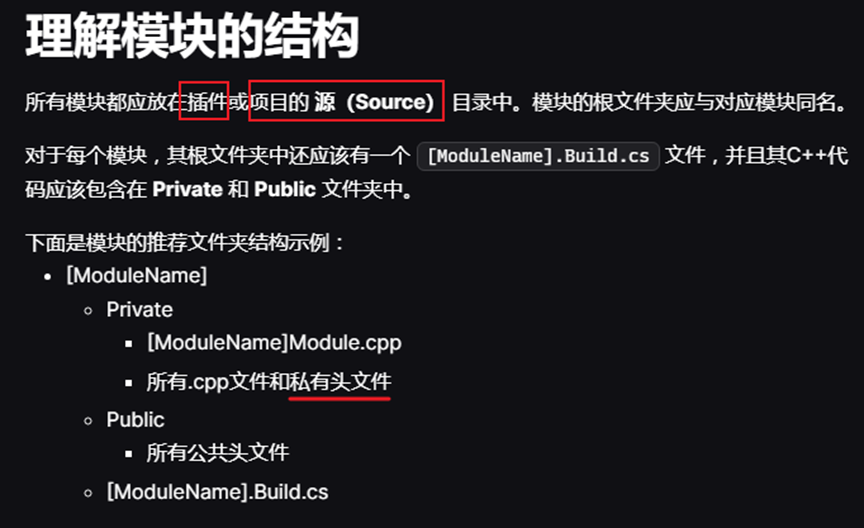 理解模块的结构
所有模块都应放在插件或项目的 源（Source） 目录中。模块的根文件夹应与对应模块同名。
对于每个模块，其根文件夹中还应该有一个 [ModuleName].Build.cs 文件，并且其C++代
码应该包含在 Private 和 Public 文件夹中。
下面是模块的推荐文件夹结构示例：
[ModuleName]
Private
[ModuleName]Module.cpp
所有.cpp文件和私有头文件
Public
所有公共头文件
[ModuleName].Build.cs